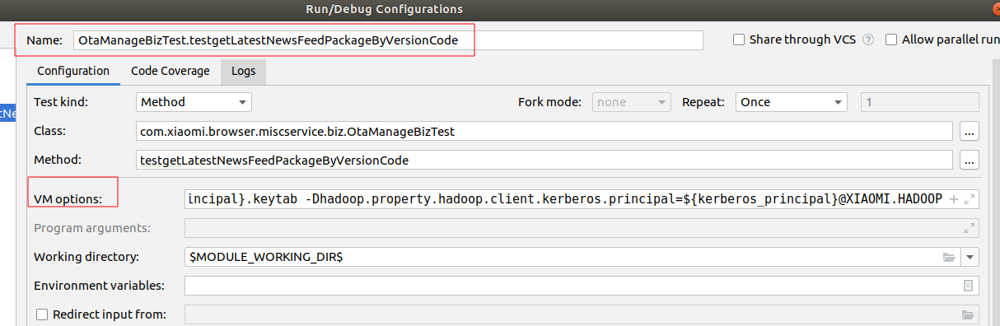 Run/Debug Configurations
Name: OtaManageBizTest.testgetLatestNewsFeedPackageByVersionCode Share through VCS ? Allow parallel run
Configuration Code Coverage Logs
Test kind: Method Fork mode: none Repeat: Once 1
Class: com.xiaomi.browser.miscservice.biz.OtaManageBizTest ...
Method: testgetLatestNewsFeedPackageByVersionCode ...
VM options: incipal}.keytab -Dhadoop.property.hadoop.client.kerberos.principal=${kerberos_principal}@XIAOMI.HADOOP
Program arguments:
Working directory: $MODULE_WORKING_DIR$
Environment variables:
Redirect input from: